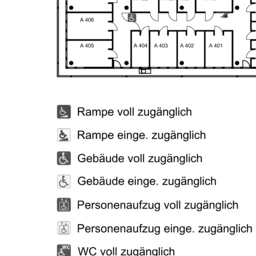 A 406
A 405
A 404 A 403 A 402 A 401
Rampe voll zugänglich
Rampe einge. zugänglich
Gebäude voll zugänglich
Gebäude einge. zugänglich
Personenaufzug voll zugänglich
Personenaufzug einge. zugänglich
WC voll zugänglich